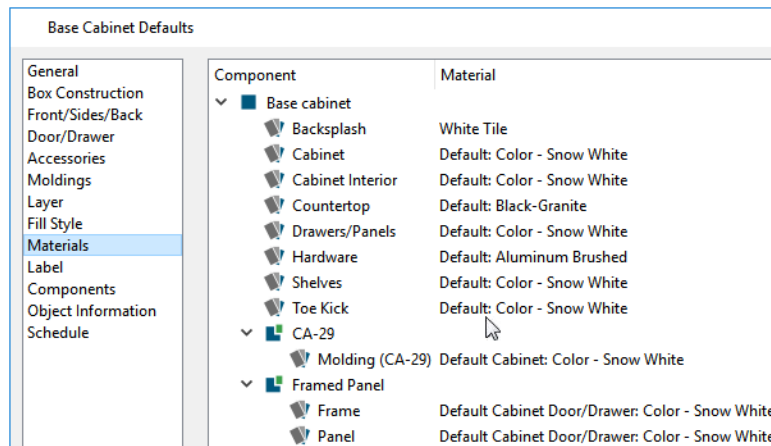 Base Cabinet Defaults
General
Box Construction
Front/Sides/Back
Door/Drawer
Accessories
Moldings
Layer
Fill Style
Materials
Label
Components
Object Information
Schedule
Component Material
Base cabinet
Backsplash White Tile
Cabinet Default: Color - Snow White
Cabinet Interior Default: Color - Snow White
Countertop Default: Black-Granite
Drawers/Panels Default: Color - Snow White
Hardware Default: Aluminum Brushed
Shelves Default: Color - Snow White
Toe Kick Default: Color - Snow White
CA-29
Molding (CA-29) Default Cabinet: Color - Snow White
Framed Panel
Frame Default Cabinet Door/Drawer: Color - Snow White
Panel Default Cabinet Door/Drawer: Color - Snow White